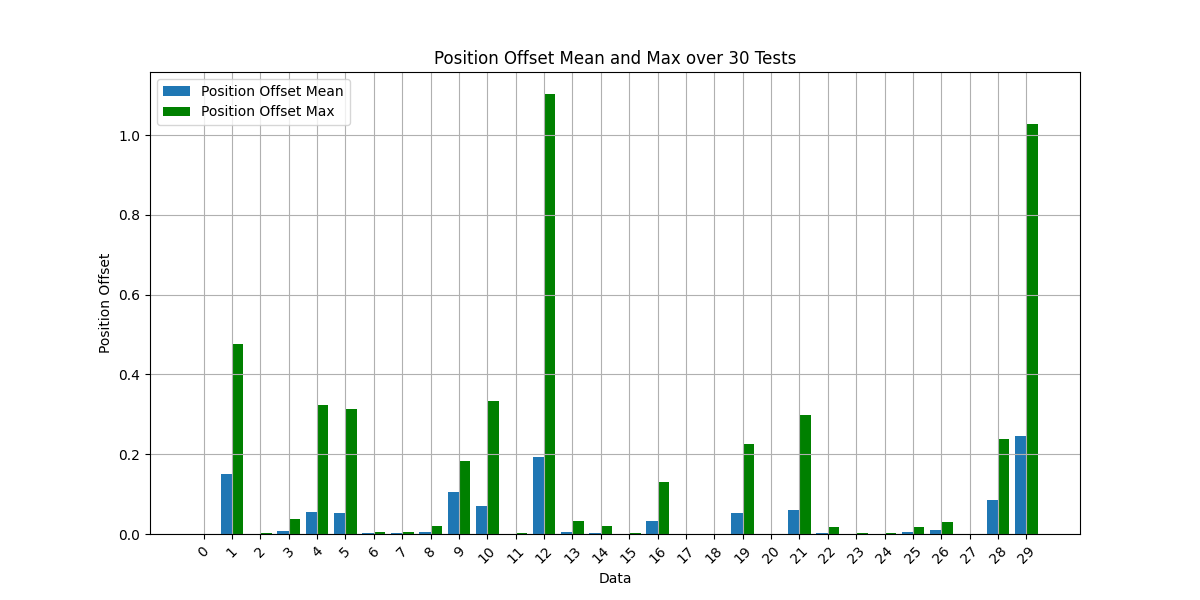 Position Offset Mean and Max over 30 Tests
Position Offset Mean
Position Offset Max
Position Offset
1.0
0.8
0.6
0.4
0.2
0.0
0 1 2 3 4 5 6 7 8 9 10 11 12 13 14 15 16 17 18 19 20 21 22 23 24 25 26 27 28 29
Data